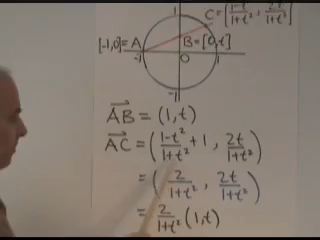 C = [1-t²/1+t², 2t/1+t²]
1
[-1,0] = A B = [0,t]
-1 0 1
-1
AB = (1,t)
AC = (1-t²/1+t² + 1, 2t/1+t²)
= (2/1+t², 2t/1+t²)
= 2/1+t² (1,t)